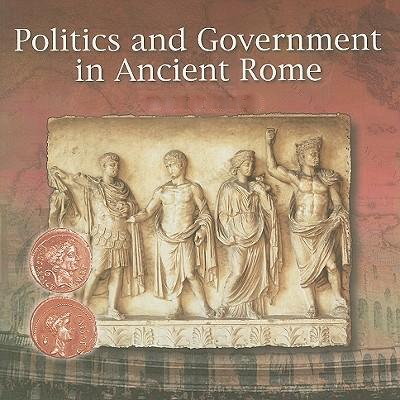 Politics and Government
in Ancient Rome